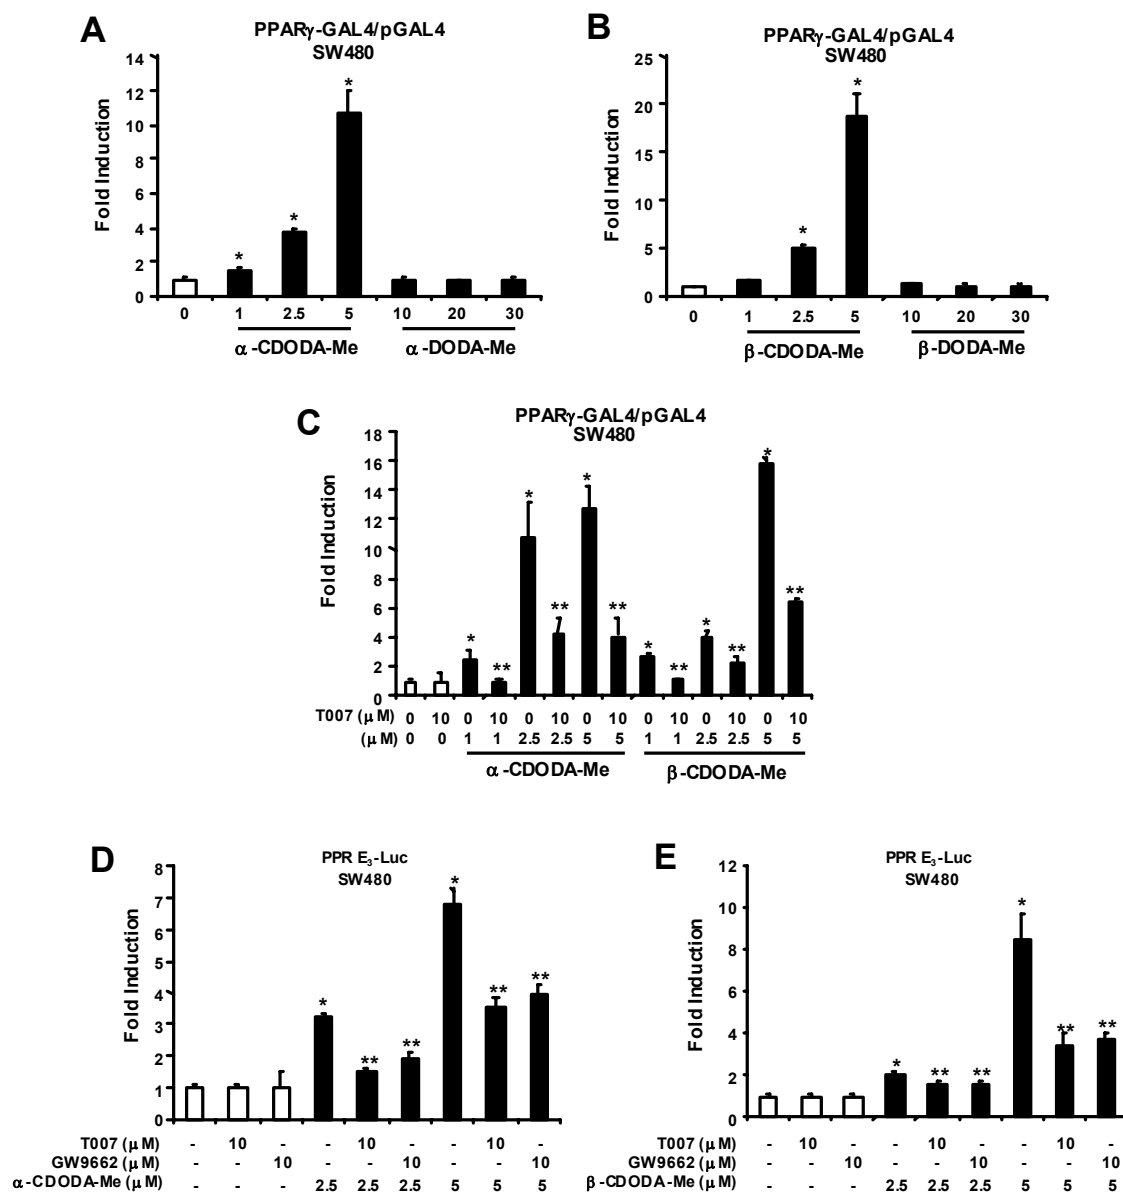 A
PPARγ-GAL4/pGAL4
SW480
Fold Induction
14
12
10
8
6
4
2
0
* * * *
0 1 2.5 5 10 20 30
α-CDODA-Me α-DODA-Me
B
PPARγ-GAL4/pGAL4
SW480
Fold Induction
25
20
15
10
5
0
* *
0 1 2.5 5 10 20 30
β-CDODA-Me β-DODA-Me
C
PPARγ-GAL4/pGAL4
SW480
Fold Induction
18
16
14
12
10
8
6
4
2
0
* ** * ** * ** * ** * ** * **
T007 (μM) 0 10 0 10 0 10 0 10 0 10 0 10 0 10
(μM) 0 0 1 1 2.5 2.5 5 5 1 1 2.5 2.5 5 5
α-CDODA-Me β-CDODA-Me
D
PPRE₃-Luc
SW480
Fold Induction
8
7
6
5
4
3
2
1
0
* ** ** * ** **
T007 (μM) - 10 - - 10 - - 10 -
GW9662 (μM) - - 10 - - 10 - - 10
α-CDODA-Me (μM) - - - 2.5 2.5 2.5 5 5 5
E
PPRE₃-Luc
SW480
Fold Induction
12
10
8
6
4
2
0
* ** ** * ** **
T007 (μM) - 10 - - 10 - - 10 -
GW9662 (μM) - - 10 - - 10 - - 10
β-CDODA-Me (μM) - - - 2.5 2.5 2.5 5 5 5